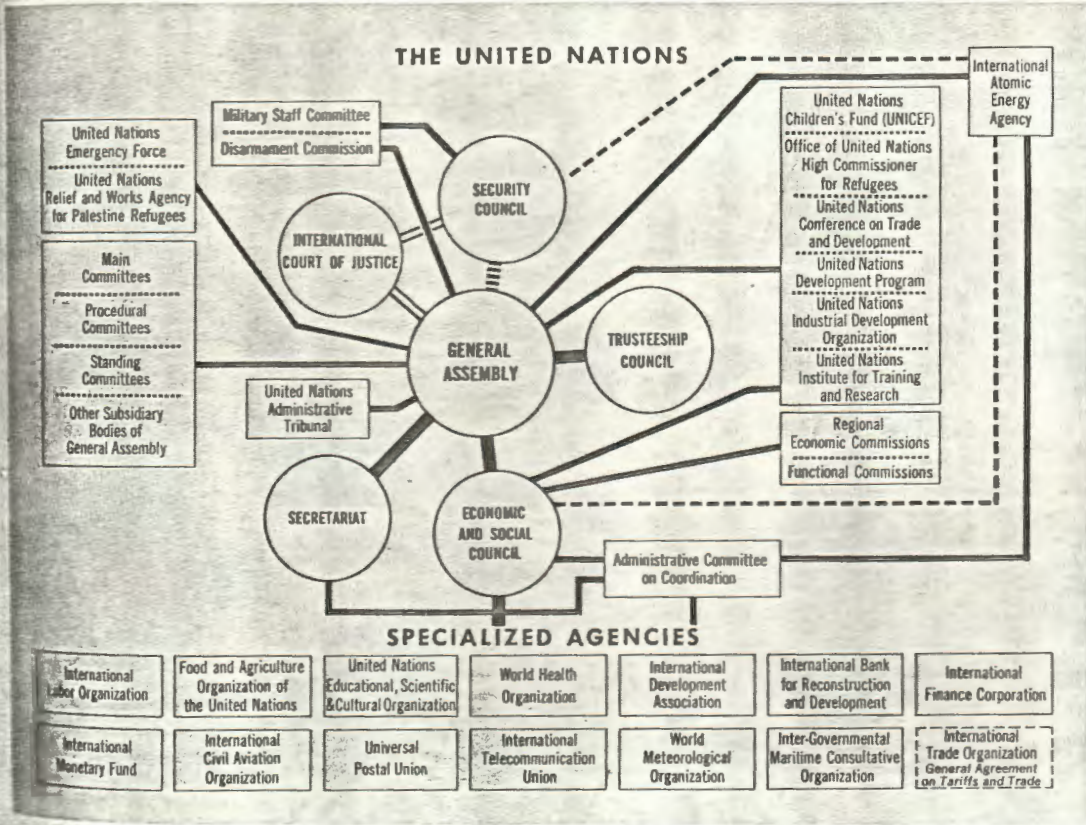 THE UNITED NATIONS
International
Atomic
Energy
Agency
Military Staff Committee
Disarmament Commission
United Nations
Emergency Force
United Nations
Relief and Works Agency
for Palestine Refugees
Main
Committees
Procedural
Committees
Standing
Committees
Other Subsidiary
Bodies of
General Assembly
SECURITY
COUNCIL
INTERNATIONAL
COURT OF JUSTICE
GENERAL
ASSEMBLY
TRUSTEESHIP
COUNCIL
United Nations
Administrative
Tribunal
SECRETARIAT
ECONOMIC
AND SOCIAL
COUNCIL
United Nations
Children's Fund (UNICEF)
Office of United Nations
High Commissioner
for Refugees
United Nations
Conference on Trade
and Development
United Nations
Development Program
United Nations
Industrial Development
Organization
United Nations
Institute for Training
and Research
Regional
Economic Commissions
Functional Commissions
Administrative Committee
on Coordination
SPECIALIZED AGENCIES
International
Labor Organization
Food and Agriculture
Organization of
the United Nations
United Nations
Educational, Scientific
&Cultural Organization
World Health
Organization
International
Development
Association
International Bank
for Reconstruction
and Development
International
Finance Corporation
International
Monetary Fund
International
Civil Aviation
Organization
Universal
Postal Union
International
Telecommunication
Union
World
Meteorological
Organization
Inter-Governmental
Maritime Consultative
Organization
International
Trade Organization
General Agreement
on Tariffs and Trade